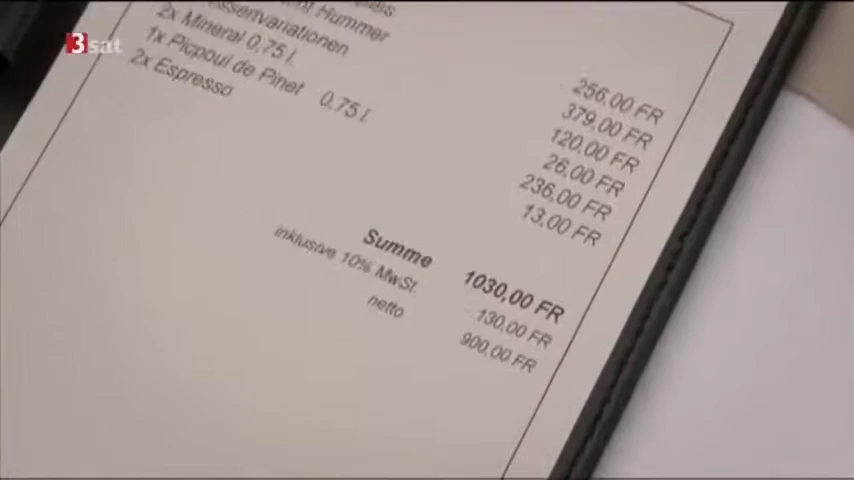 3sat
Hummer
256,00 FR
379,00 FR
2x Mineral 0,75 l.
120,00 FR
1x Picpoul de Pinet 0,75 l.
26,00 FR
2x Espresso
236,00 FR
13,00 FR
Summe 1030,00 FR
inklusive 10% MwSt. 130,00 FR
netto 900,00 FR